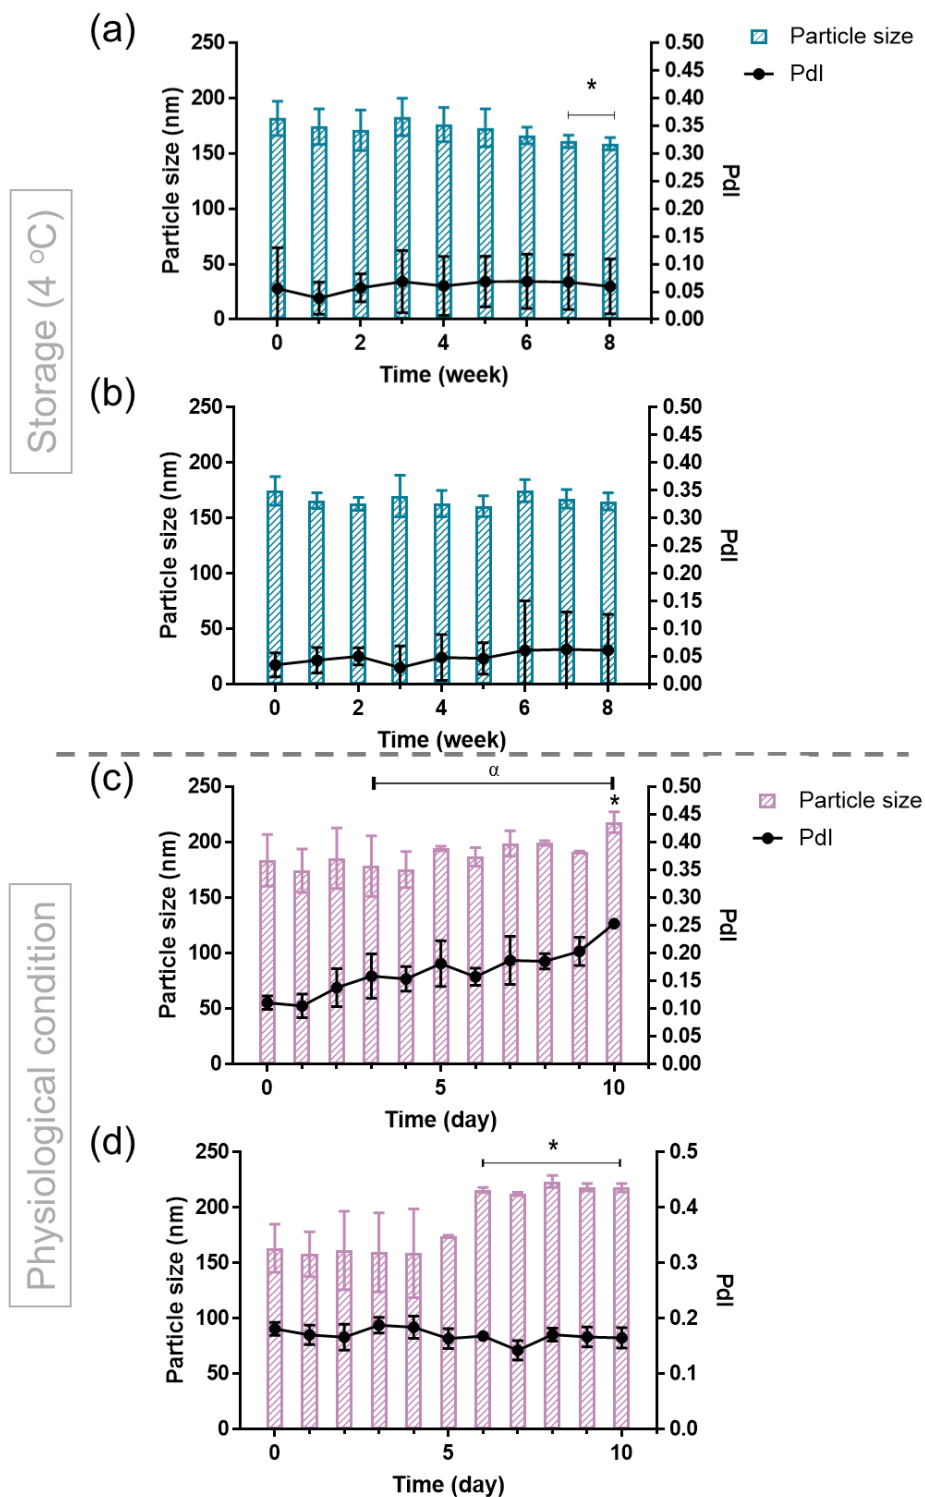 (a)
250
200
150
100
50
0
Particle size (nm)
0.50
0.45
0.40
0.35
0.30
0.25
0.20
0.15
0.10
0.05
0.00
PdI
*
Particle size
PdI
0 2 4 6 8
Time (week)
Storage (4 °C)
(b)
250
200
150
100
50
0
Particle size (nm)
0.50
0.45
0.40
0.35
0.30
0.25
0.20
0.15
0.10
0.05
0.00
PdI
0 2 4 6 8
Time (week)
(c)
250
200
150
100
50
0
Particle size (nm)
α
*
0.50
0.45
0.40
0.35
0.30
0.25
0.20
0.15
0.10
0.05
0.00
PdI
Particle size
PdI
0 5 10
Time (day)
Physiological condition
(d)
250
200
150
100
50
0
Particle size (nm)
*
0.5
0.4
0.3
0.2
0.1
0.0
PdI
0 5 10
Time (day)